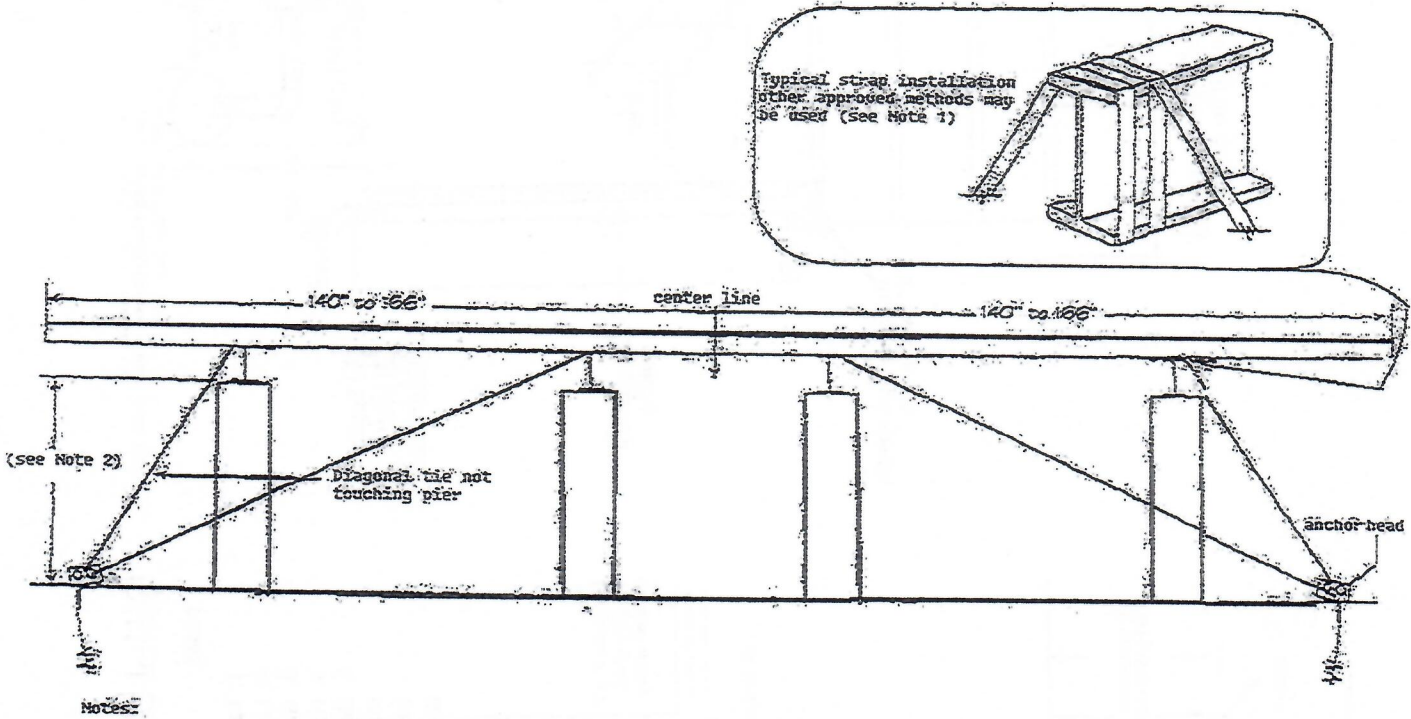 Typical strap installation
other approved methods may
be used (see Note 1)
140" to 166"
center line
140" to 166"
(see Note 2)
Diagonal tie not
touching pier
anchor head
Notes: